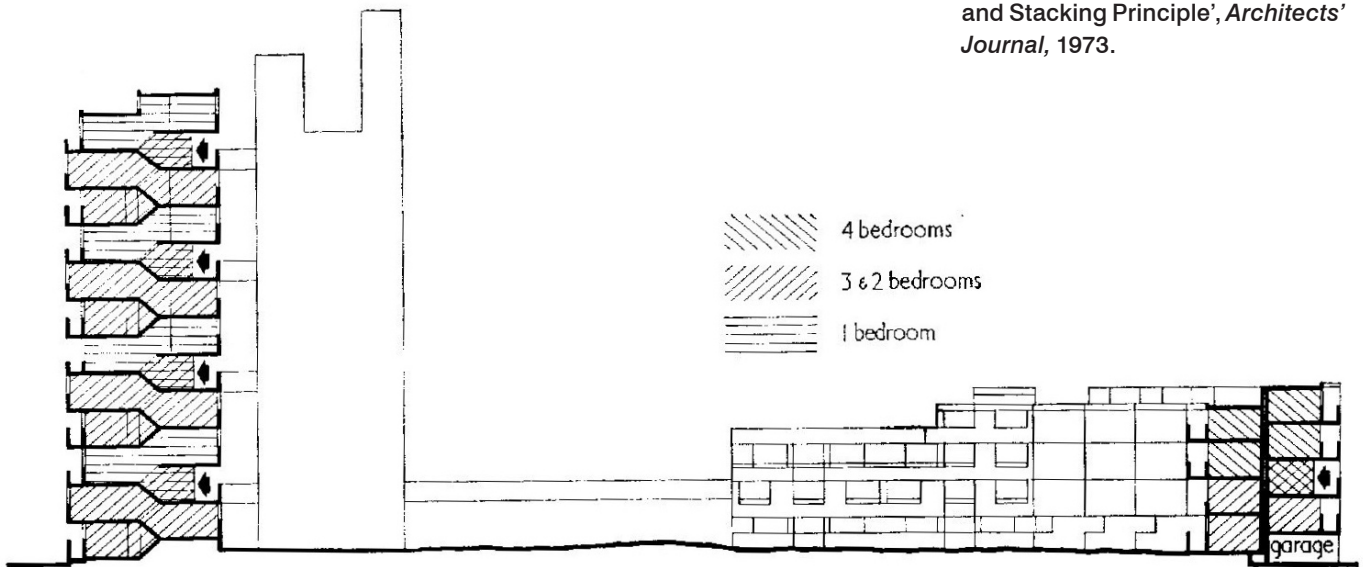 and Stacking Principle’, Architects’
Journal, 1973.
4 bedrooms
3 & 2 bedrooms
1 bedroom
garage